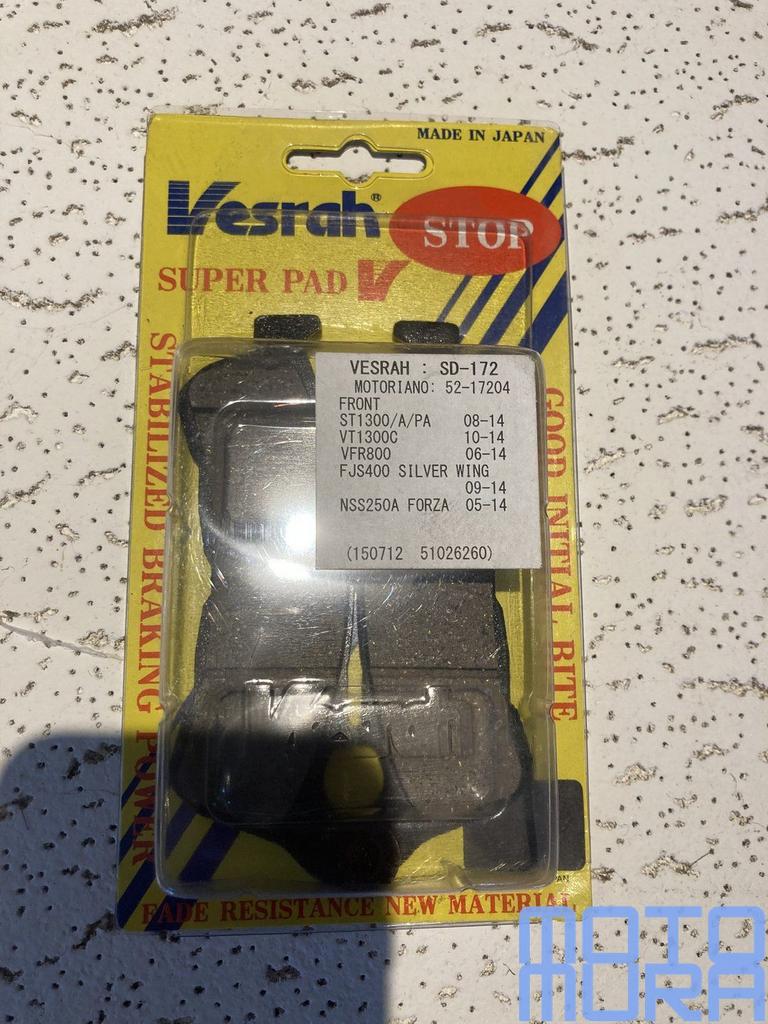 MADE IN JAPAN
Vesrah®
STOP
SUPER PAD V
STABILIZED BRAKING POWER
GOOD INITIAL BITE
VESRAH : SD-172
MOTORIANO: 52-17204
FRONT
ST1300/A/PA 08-14
VT1300C 10-14
VFR800 06-14
FJS400 SILVER WING
09-14
NSS250A FORZA 05-14
(150712 51026260)
Vesrah
FADE RESISTANCE NEW MATERIAL
MOTO
MORA